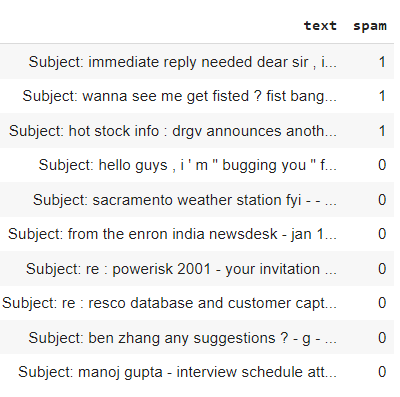 text spam
Subject: immediate reply needed dear sir , i... 1
Subject: wanna see me get fisted ? fist bang... 1
Subject: hot stock info : drgv announces anoth... 1
Subject: hello guys , i ' m " bugging you " f... 0
Subject: sacramento weather station fyi - - ... 0
Subject: from the enron india newsdesk - jan 1... 0
Subject: re : powerisk 2001 - your invitation ... 0
Subject: re : resco database and customer capt... 0
Subject: ben zhang any suggestions ? - g - ... 0
Subject: manoj gupta - interview schedule att... 0